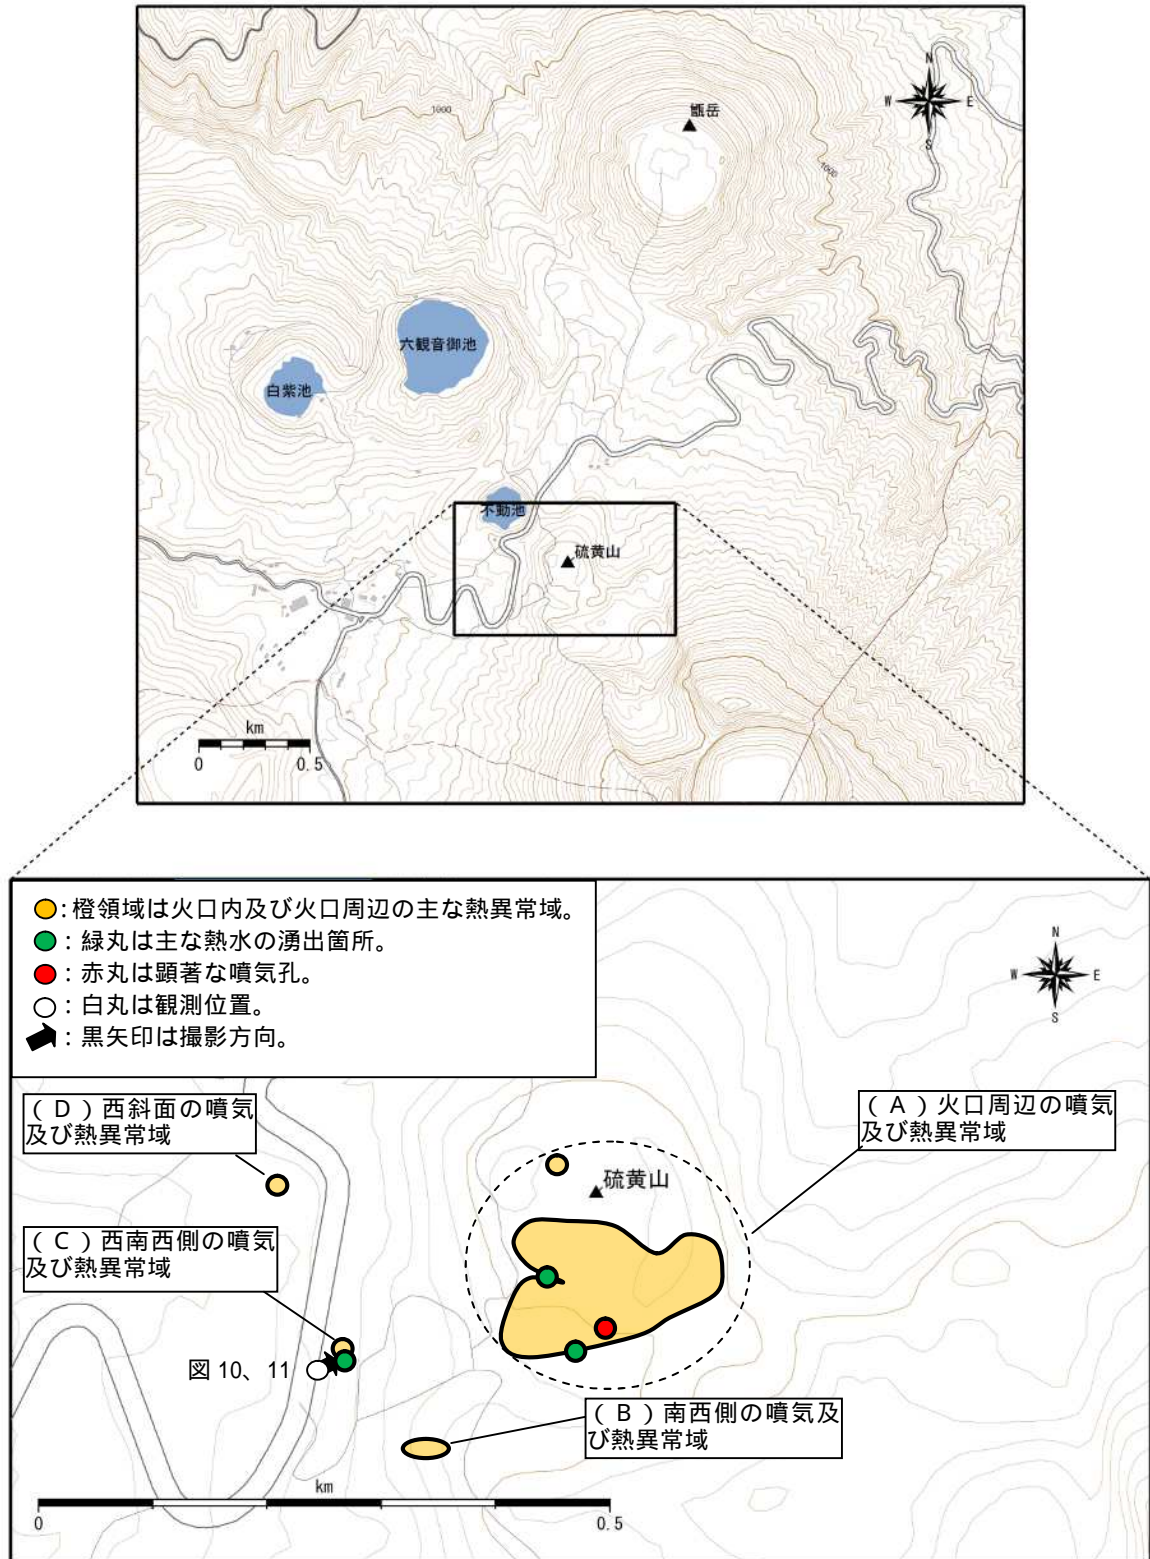 N
W E
S
甑岳
1000
1000
六観音御池
白紫池
不動池
硫黄山
km
0 0.5
:橙領域は火口内及び火口周辺の主な熱異常域。
:緑丸は主な熱水の湧出箇所。
:赤丸は顕著な噴気孔。
:白丸は観測位置。
:黒矢印は撮影方向。
N
W E
S
(D)西斜面の噴気
及び熱異常域
(A)火口周辺の噴気
及び熱異常域
硫黄山
(C)西南西側の噴気
及び熱異常域
図 10、11
(B)南西側の噴気及
び熱異常域
km
0 0.5